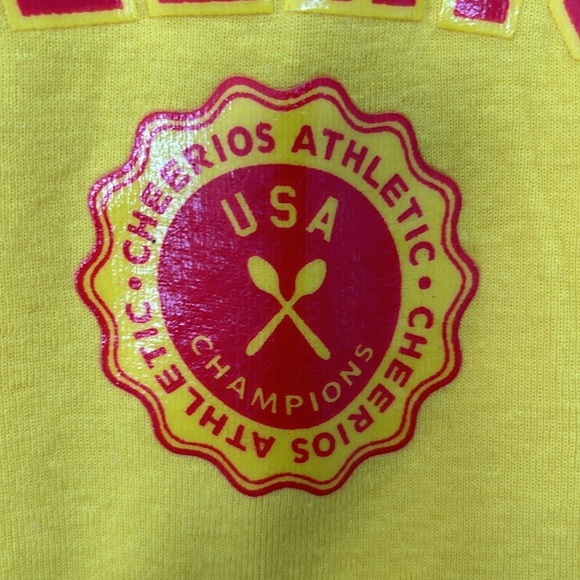 CHEERIOS ATHLETIC • CHEERIOS ATHLETIC •
USA
CHAMPIONS